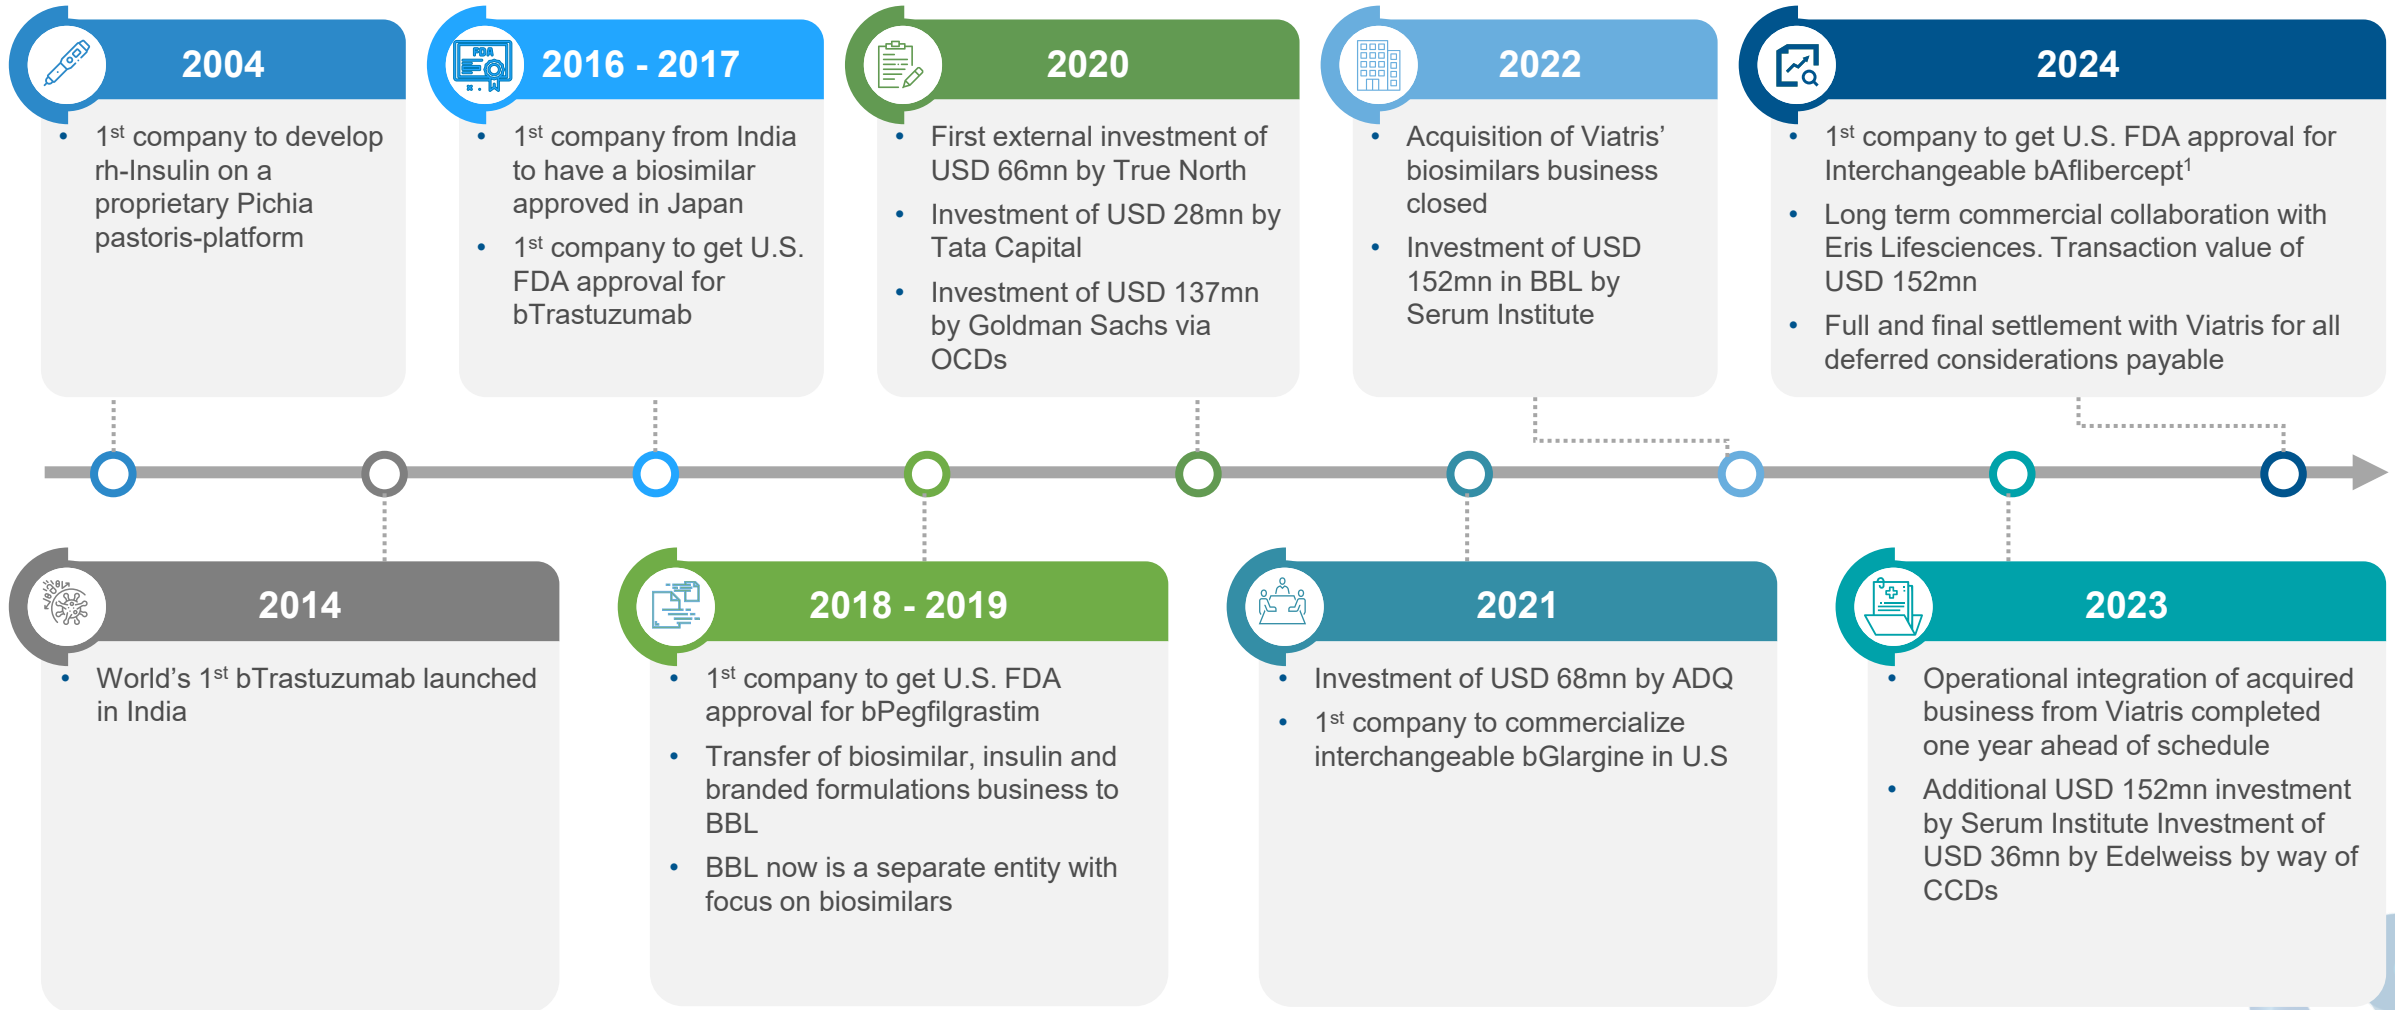 2004
• 1st company to develop
rh-Insulin on a
proprietary Pichia
pastoris-platform
FDA
2016 - 2017
• 1st company from India
to have a biosimilar
approved in Japan
• 1st company to get U.S.
FDA approval for
bTrastuzumab
2020
• First external investment of
USD 66mn by True North
• Investment of USD 28mn by
Tata Capital
• Investment of USD 137mn
by Goldman Sachs via
OCDs
2022
• Acquisition of Viatris’
biosimilars business
closed
• Investment of USD
152mn in BBL by
Serum Institute
2024
• 1st company to get U.S. FDA approval for
Interchangeable bAflibercept1
• Long term commercial collaboration with
Eris Lifesciences. Transaction value of
USD 152mn
• Full and final settlement with Viatris for all
deferred considerations payable
2014
• World’s 1st bTrastuzumab launched
in India
2018 - 2019
• 1st company to get U.S. FDA
approval for bPegfilgrastim
• Transfer of biosimilar, insulin and
branded formulations business to
BBL
• BBL now is a separate entity with
focus on biosimilars
2021
• Investment of USD 68mn by ADQ
• 1st company to commercialize
interchangeable bGlargine in U.S
2023
• Operational integration of acquired
business from Viatris completed
one year ahead of schedule
• Additional USD 152mn investment
by Serum Institute Investment of
USD 36mn by Edelweiss by way of
CCDs